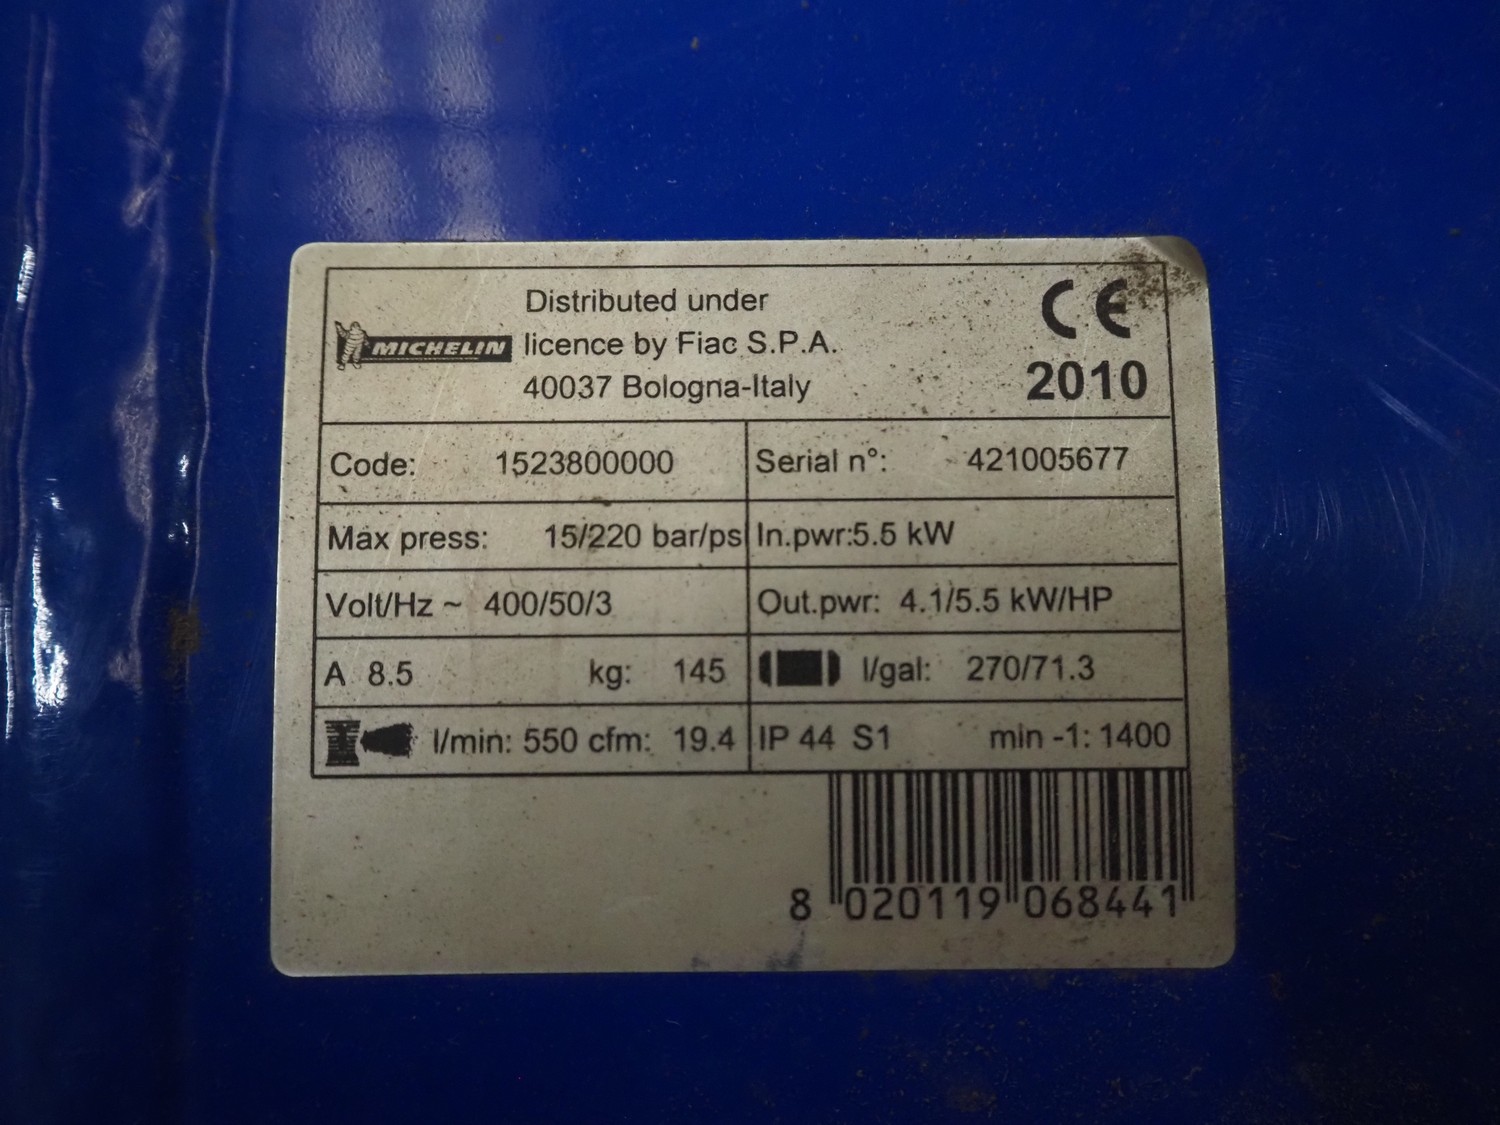 MICHELIN
Distributed under
licence by Fiac S.P.A.
40037 Bologna-Italy
CE
2010
Code: 1523800000 Serial n°: 421005677
Max press: 15/220 bar/psi In.pwr:5.5 kW
Volt/Hz ~ 400/50/3 Out.pwr: 4.1/5.5 kW/HP
A 8.5 kg: 145 l/gal: 270/71.3
l/min: 550 cfm: 19.4 IP 44 S1 min -1: 1400
8 020119 068441